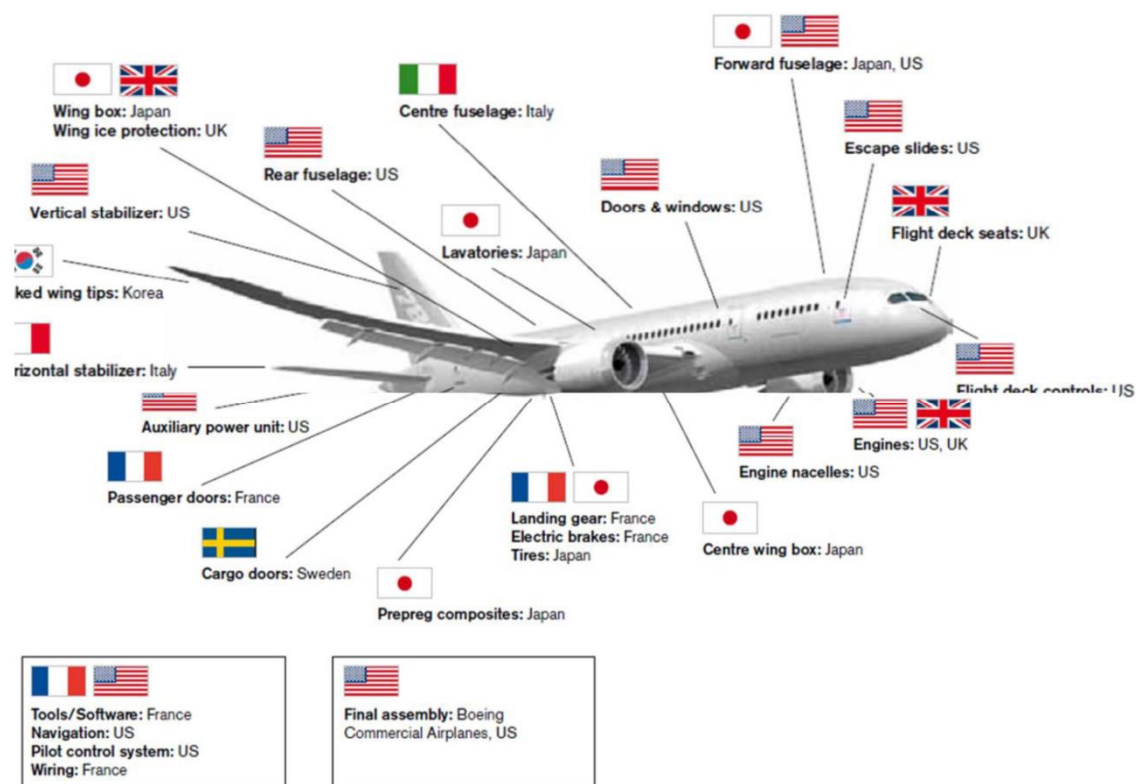 Forward fuselage: Japan, US
Wing box: Japan
Wing ice protection: UK
Centre fuselage: Italy
Escape slides: US
Rear fuselage: US
Vertical stabilizer: US
Doors & windows: US
Flight deck seats: UK
Lavatories: Japan
ked wing tips: Korea
rizontal stabilizer: Italy
Flight deck controls: US
Auxiliary power unit: US
Engines: US, UK
Engine nacelles: US
Passenger doors: France
Landing gear: France
Electric brakes: France
Tires: Japan
Centre wing box: Japan
Cargo doors: Sweden
Prepreg composites: Japan
Tools/Software: France
Navigation: US
Pilot control system: US
Wiring: France
Final assembly: Boeing
Commercial Airplanes, US